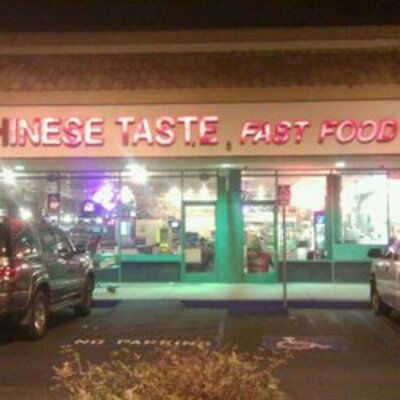 HINESE TASTE, FAST FOOD
NO PARKING